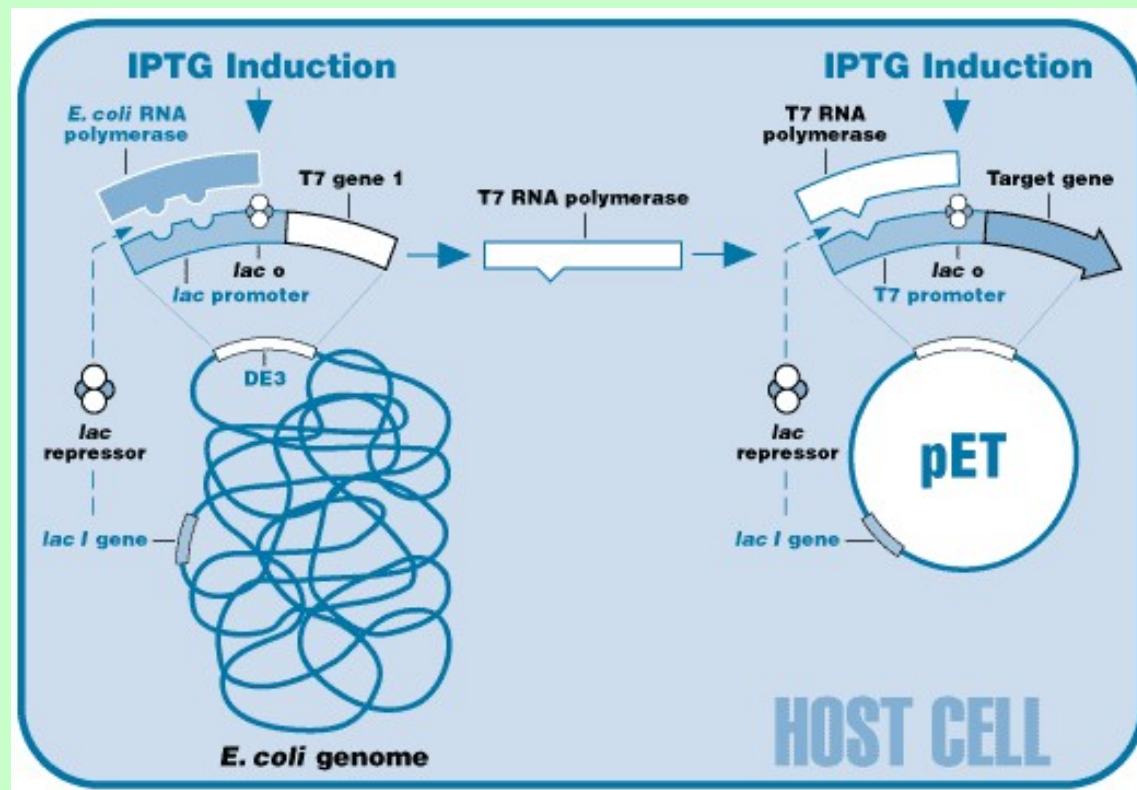 IPTG Induction
E. coli RNA
polymerase
T7 gene 1
lac o
lac promoter
DE3
lac
repressor
lac I gene
E. coli genome
T7 RNA polymerase
IPTG Induction
T7 RNA
polymerase
Target gene
lac o
T7 promoter
lac
repressor
pET
lac I gene
HOST CELL